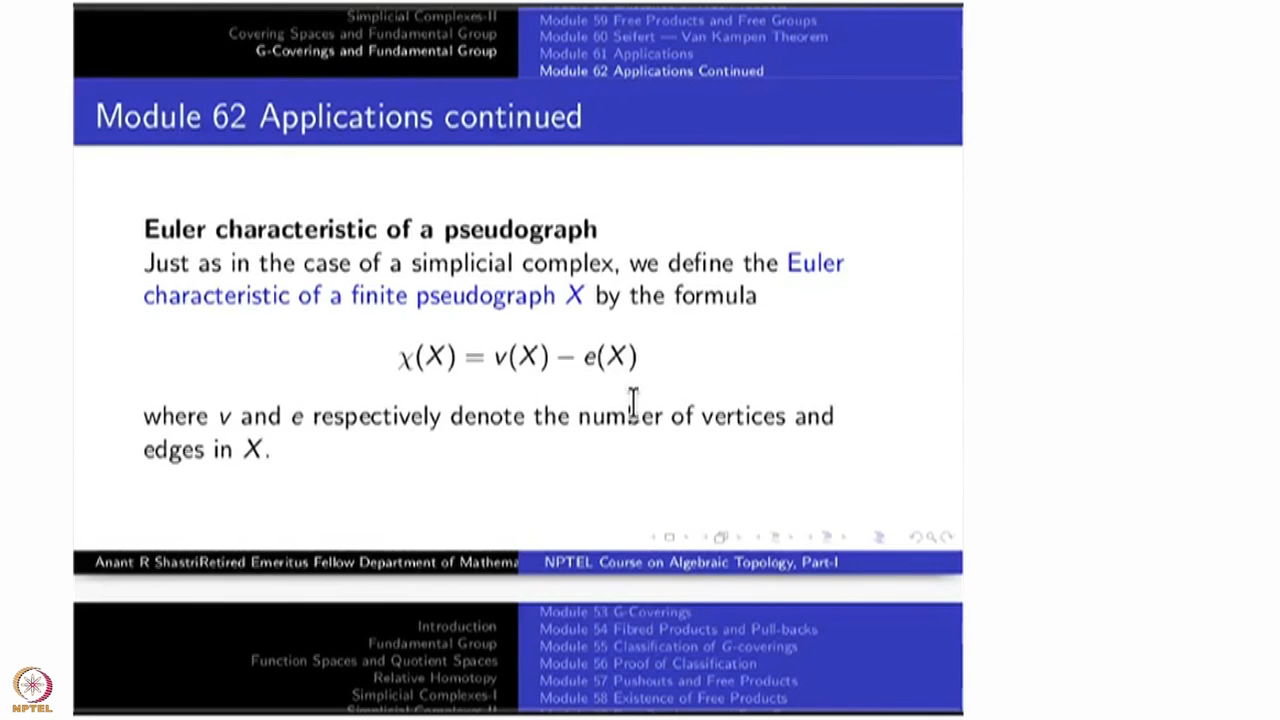 Simplicial Complexes-II
Covering Spaces and Fundamental Group
G-Coverings and Fundamental Group
Module 59 Free Products and Free Groups
Module 60 Seifert — Van Kampen Theorem
Module 61 Applications
Module 62 Applications Continued
Module 62 Applications continued
Euler characteristic of a pseudograph
Just as in the case of a simplicial complex, we define the Euler
characteristic of a finite pseudograph X by the formula
χ(X) = v(X) − e(X)
where v and e respectively denote the number of vertices and
edges in X.
Anant R ShastriRetired Emeritus Fellow Department of Mathema
NPTEL Course on Algebraic Topology, Part-I
Introduction
Fundamental Group
Function Spaces and Quotient Spaces
Relative Homotopy
Simplicial Complexes-I
Module 53 G-Coverings
Module 54 Fibred Products and Pull-backs
Module 55 Classification of G-coverings
Module 56 Proof of Classification
Module 57 Pushouts and Free Products
Module 58 Existence of Free Products
NPTEL